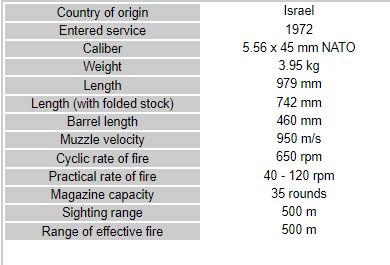 Country of origin Israel
Entered service 1972
Caliber 5.56 x 45 mm NATO
Weight 3.95 kg
Length 979 mm
Length (with folded stock) 742 mm
Barrel length 460 mm
Muzzle velocity 950 m/s
Cyclic rate of fire 650 rpm
Practical rate of fire 40 - 120 rpm
Magazine capacity 35 rounds
Sighting range 500 m
Range of effective fire 500 m